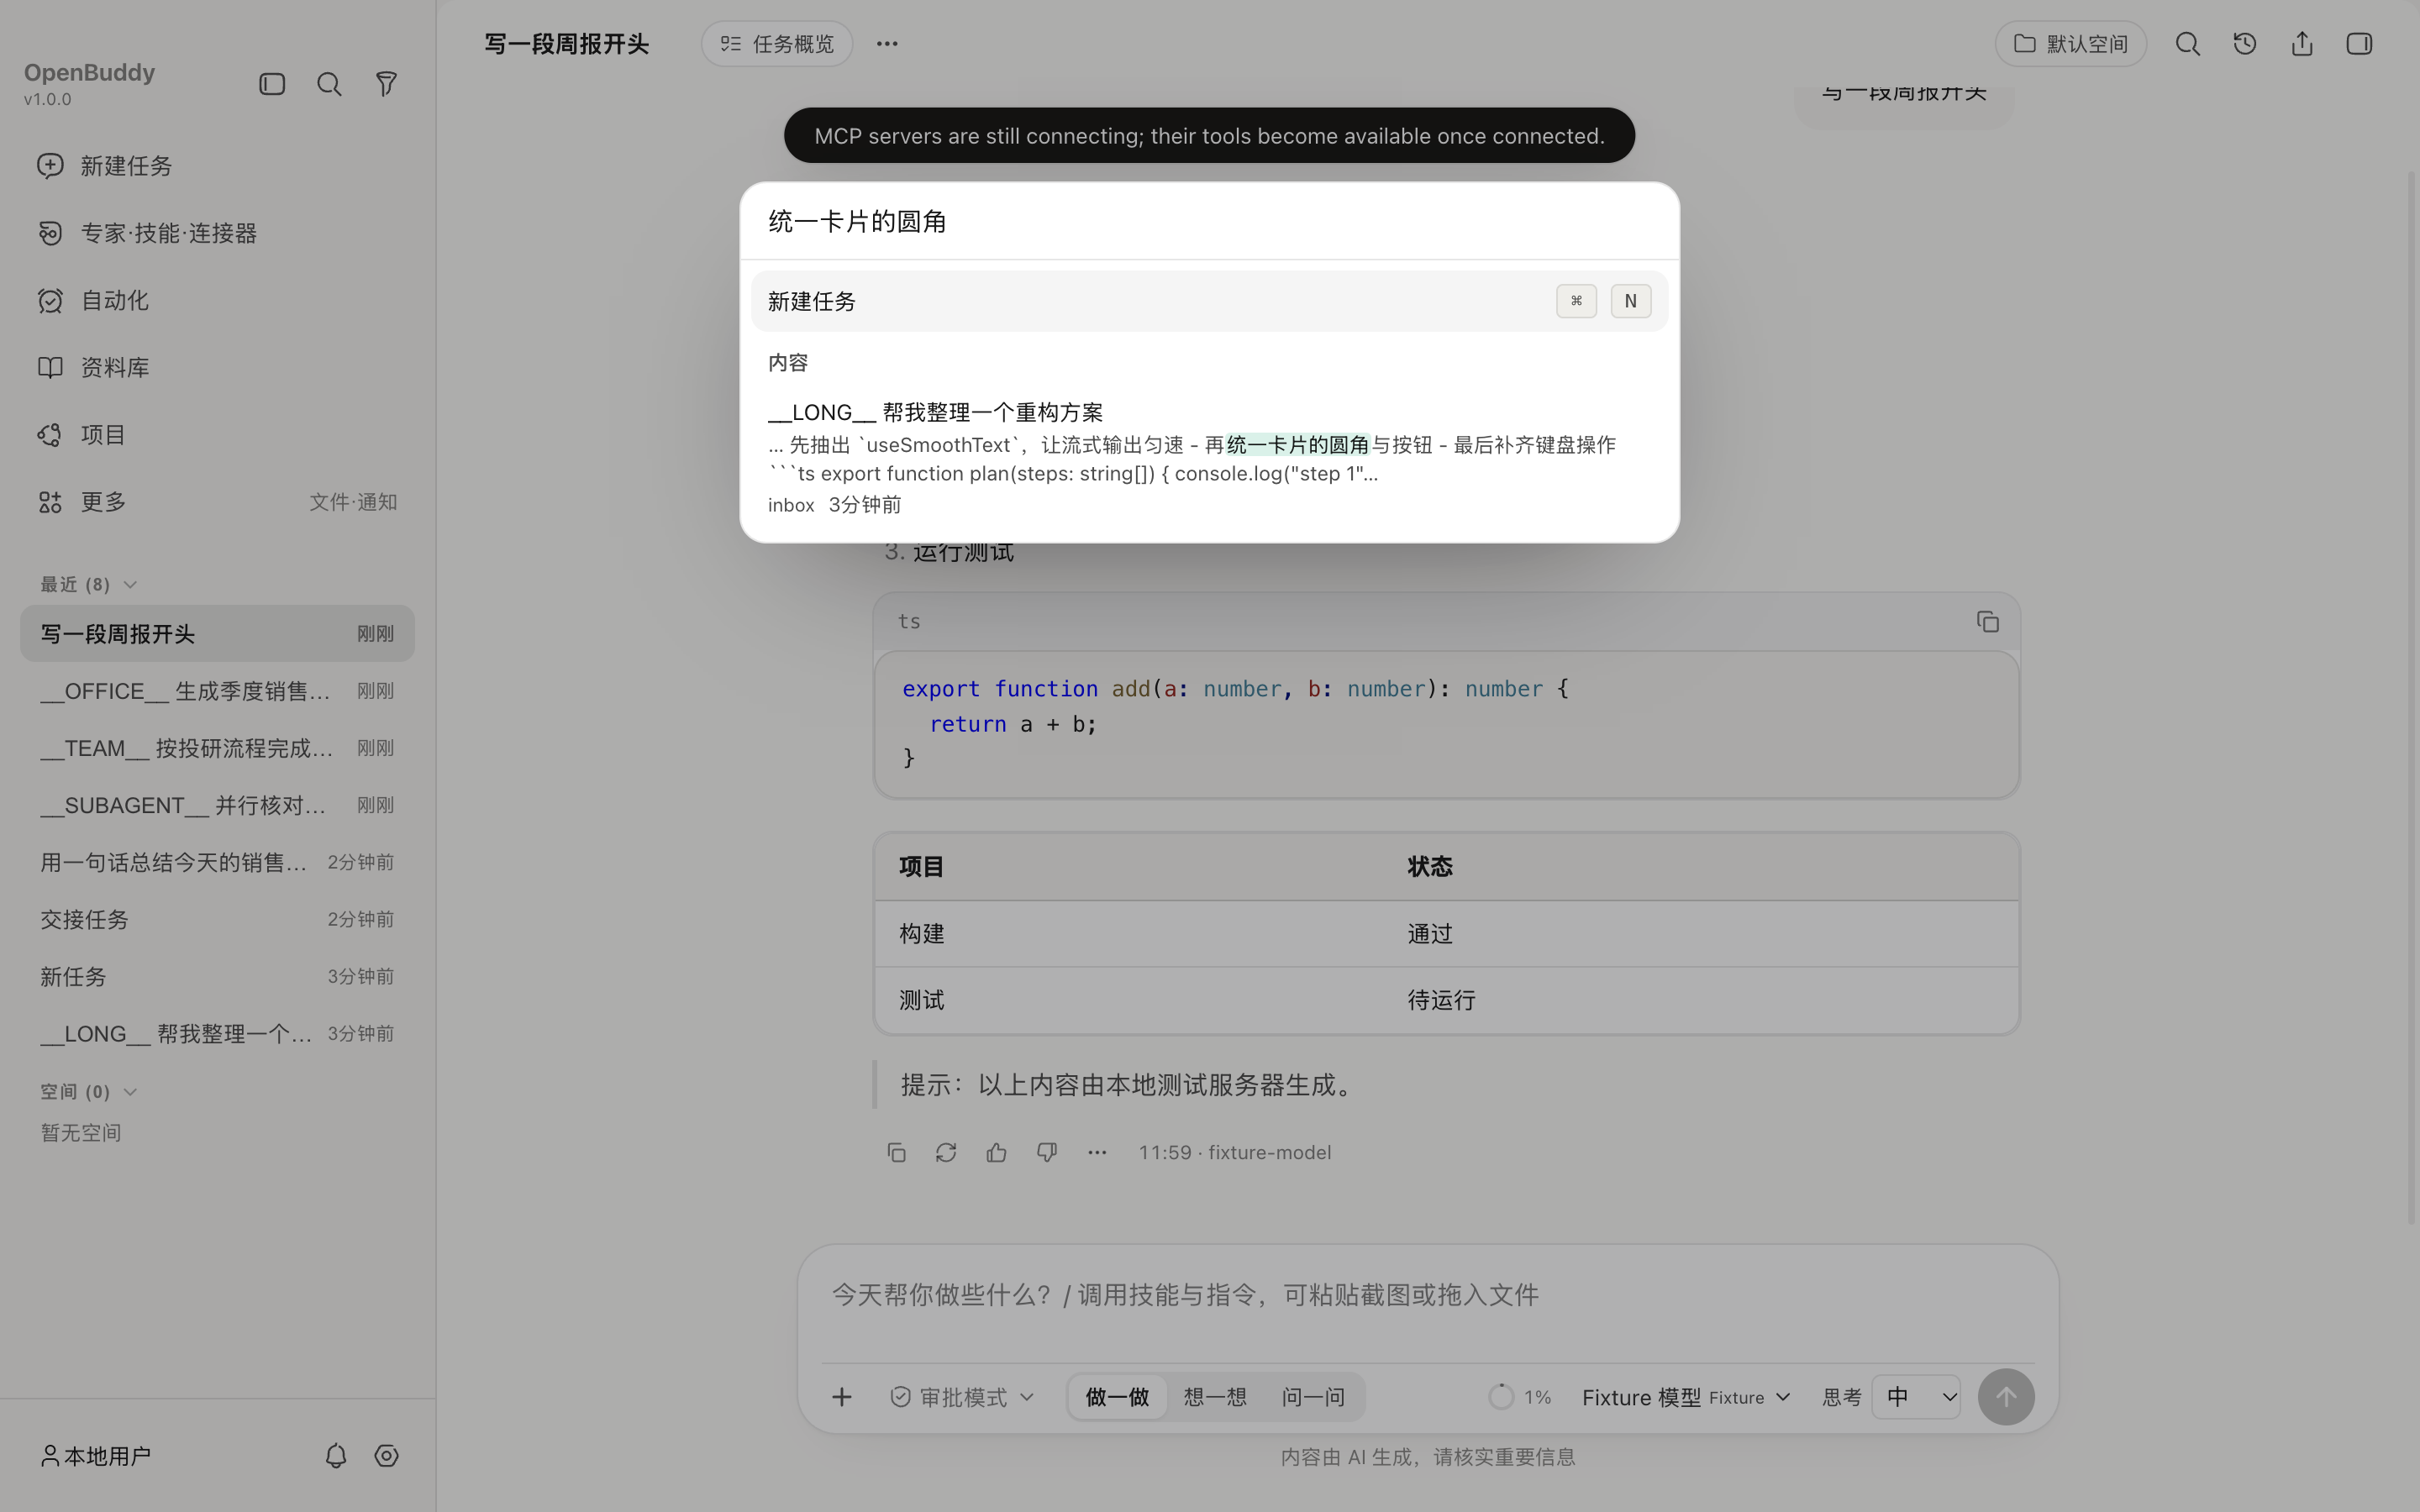 OpenBuddy
v1.0.0
新建任务
专家·技能·连接器
自动化
资料库
项目
更多 文件·通知
最近 (8)
写一段周报开头 刚刚
__OFFICE__ 生成季度销售... 刚刚
__TEAM__ 按投研流程完成... 刚刚
__SUBAGENT__ 并行核对... 刚刚
用一句话总结今天的销售... 2分钟前
交接任务 2分钟前
新任务 3分钟前
__LONG__ 帮我整理一个... 3分钟前
空间 (0)
暂无空间
本地用户
写一段周报开头 任务概览 默认空间
写一段周报开头
MCP servers are still connecting; their tools become available once connected.
统一卡片的圆角
新建任务 ⌘ N
内容
__LONG__ 帮我整理一个重构方案
... 先抽出 `useSmoothText`，让流式输出匀速 - 再统一卡片的圆角与按钮 - 最后补齐键盘操作
```ts export function plan(steps: string[]) { console.log("step 1"...
inbox 3分钟前
3. 运行测试
ts
export function add(a: number, b: number): number {
return a + b;
}
项目 状态
构建 通过
测试 待运行
提示：以上内容由本地测试服务器生成。
11:59 · fixture-model
今天帮你做些什么？/ 调用技能与指令，可粘贴截图或拖入文件
审批模式 做一做 想一想 问一问 1% Fixture 模型 Fixture 思考 中
内容由 AI 生成，请核实重要信息